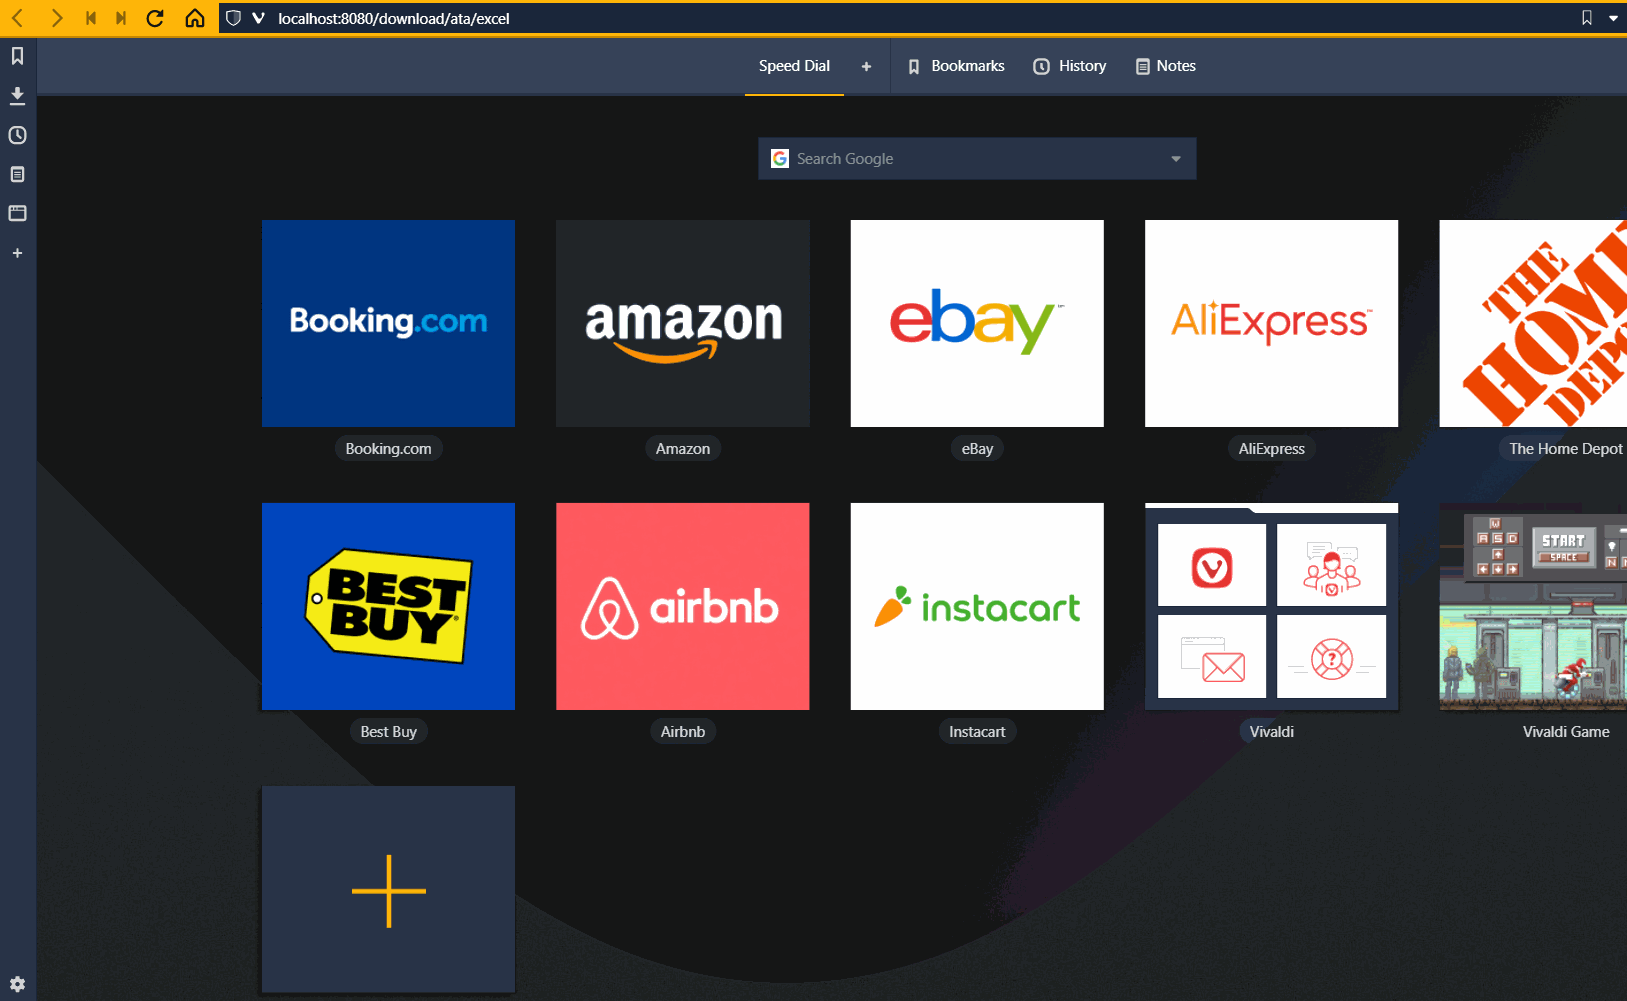 localhost:8080/download/ata/excel
Speed Dial
Bookmarks
History
Notes
Search Google
Booking.com
amazon
ebay
AliExpress
THE
HOME
DEPOT
Booking.com
Amazon
eBay
AliExpress
The Home Depot
BEST
BUY
airbnb
instacart
W
A S D
START
SPACE
N
Best Buy
Airbnb
Instacart
Vivaldi
Vivaldi Game